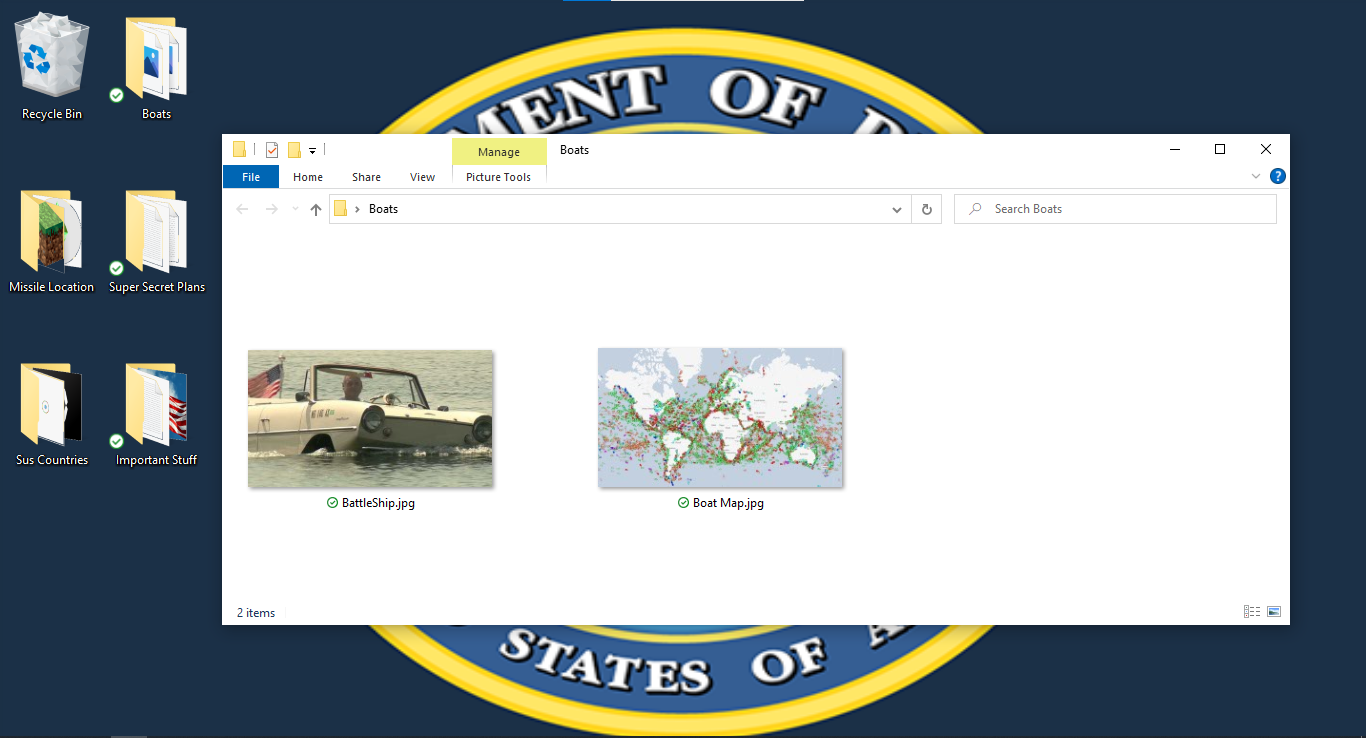 MENT OF D
Recycle Bin
Boats
Manage
Boats
File
Home
Share
View
Picture Tools
?
Boats
Search Boats
Missile Location
Super Secret Plans
BattleShip.jpg
Boat Map.jpg
Sus Countries
Important Stuff
2 items
STATES OF A